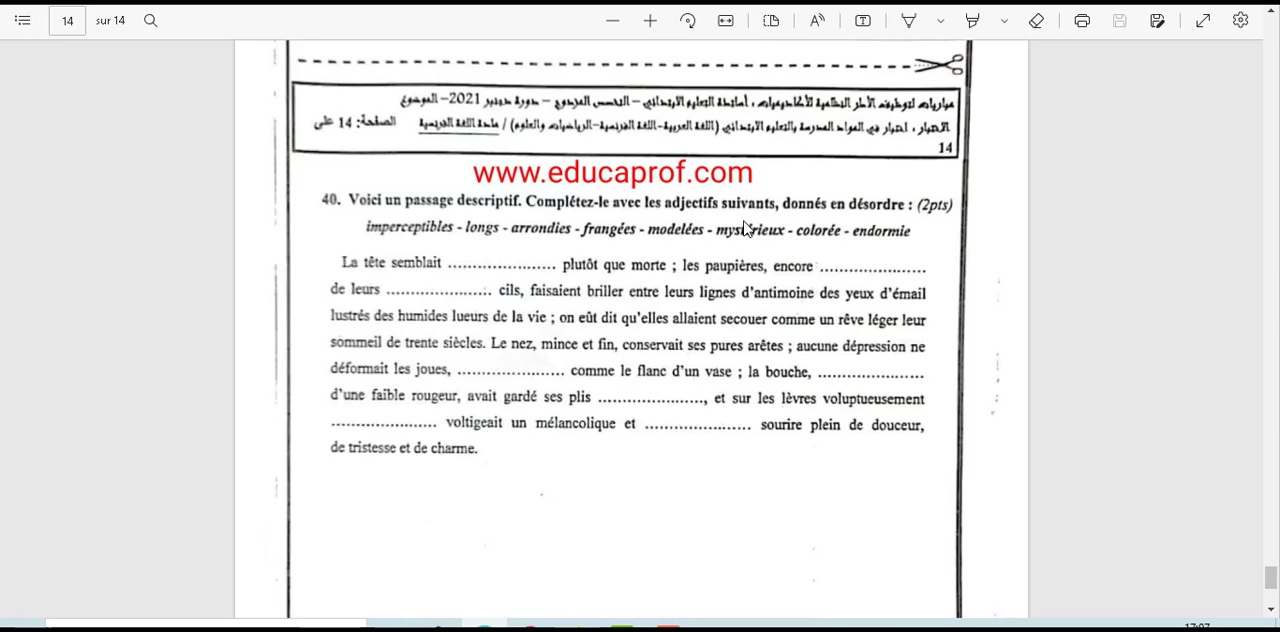 14 sur 14
مباريات توظيف الأطر النظامية للأكاديميات، أساتذة التعليم الابتدائي – التخصص المزدوج – دورة دجنبر 2021 – الموضوع
الاختبار، اختبار في المواد المدرسة بالتعليم الابتدائي (اللغة العربية-اللغة الفرنسية-الرياضيات والعلوم) / مادة اللغة الفرنسية الصفحة: 14 على
14
www.educaprof.com
40. Voici un passage descriptif. Complétez-le avec les adjectifs suivants, donnés en désordre : (2pts)
imperceptibles - longs - arrondies - frangées - modelées - mystérieux - colorée - endormie
La tête semblait ..................... plutôt que morte ; les paupières, encore .....................
de leurs ..................... cils, faisaient briller entre leurs lignes d'antimoine des yeux d'émail
lustrés des humides lueurs de la vie ; on eût dit qu'elles allaient secouer comme un rêve léger leur
sommeil de trente siècles. Le nez, mince et fin, conservait ses pures arêtes ; aucune dépression ne
déformait les joues, ..................... comme le flanc d'un vase ; la bouche, .....................
d'une faible rougeur, avait gardé ses plis ....................., et sur les lèvres voluptueusement
..................... voltigeait un mélancolique et ..................... sourire plein de douceur,
de tristesse et de charme.